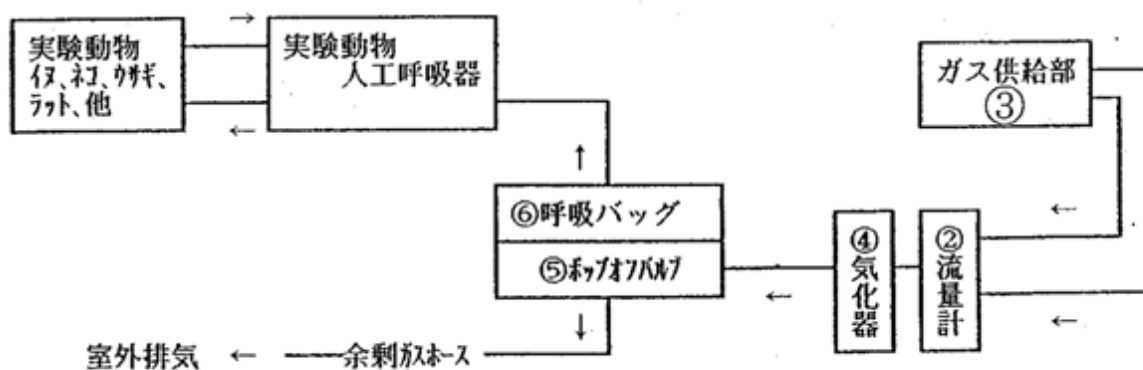 実験動物
イヌ、ネコ、ウサギ、
ラット、他
実験動物
人工呼吸器
ガス供給部
③
⑥呼吸バッグ
⑤ポップオンバルブ
④気化器
②流量計
室外排気 ← 余剰ガスホース